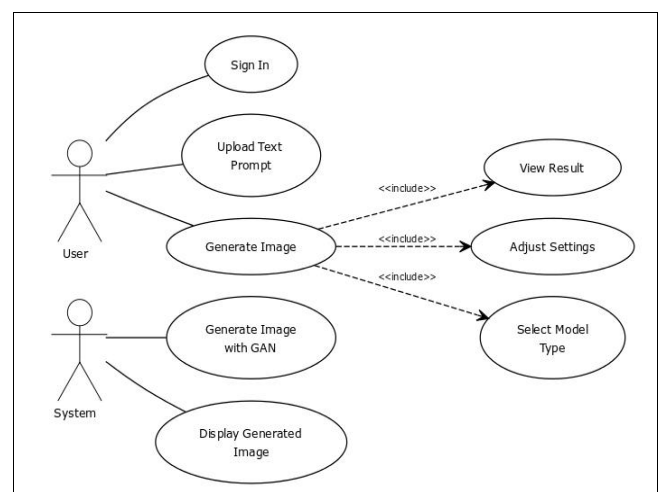 Sign In
Upload Text
Prompt
View Result
<<include>>
User
Generate Image
<<include>>
Adjust Settings
<<include>>
Generate Image
with GAN
Select Model
Type
System
Display Generated
Image